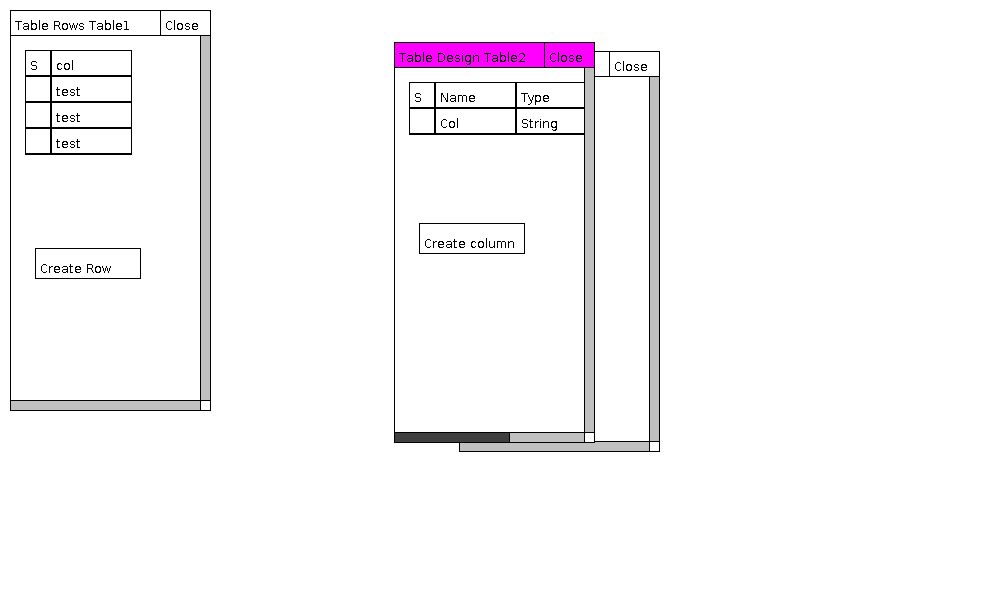 Table Rows Table1 Close
S col
test
test
test
Create Row
Table Design Table2 Close
S Name Type
Col String
Create column
Close